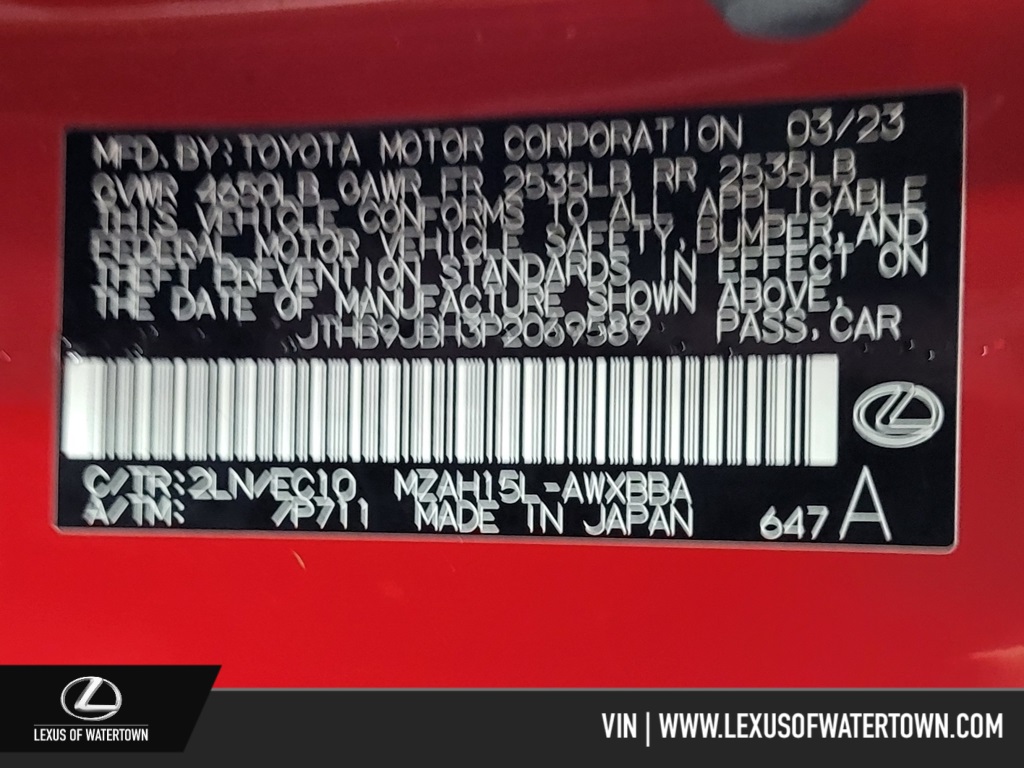 MFD. BY: TOYOTA MOTOR CORPORATION 03/23
GVWR 4650LB GAWR FR 2535LB RR 2535LB
THIS VEHICLE CONFORMS TO ALL APPLICABLE
FEDERAL MOTOR VEHICLE SAFETY, BUMPER, AND
THEFT PREVENTION STANDARDS IN EFFECT ON
THE DATE OF MANUFACTURE SHOWN ABOVE.
JTHB9JBH3P2069589 PASS. CAR
C/TR: 2LN/EC10 MZAH15L-AWXBBA
A/TM: 7P711 MADE IN JAPAN 647 A
LEXUS OF WATERTOWN
VIN | WWW.LEXUSOFWATERTOWN.COM